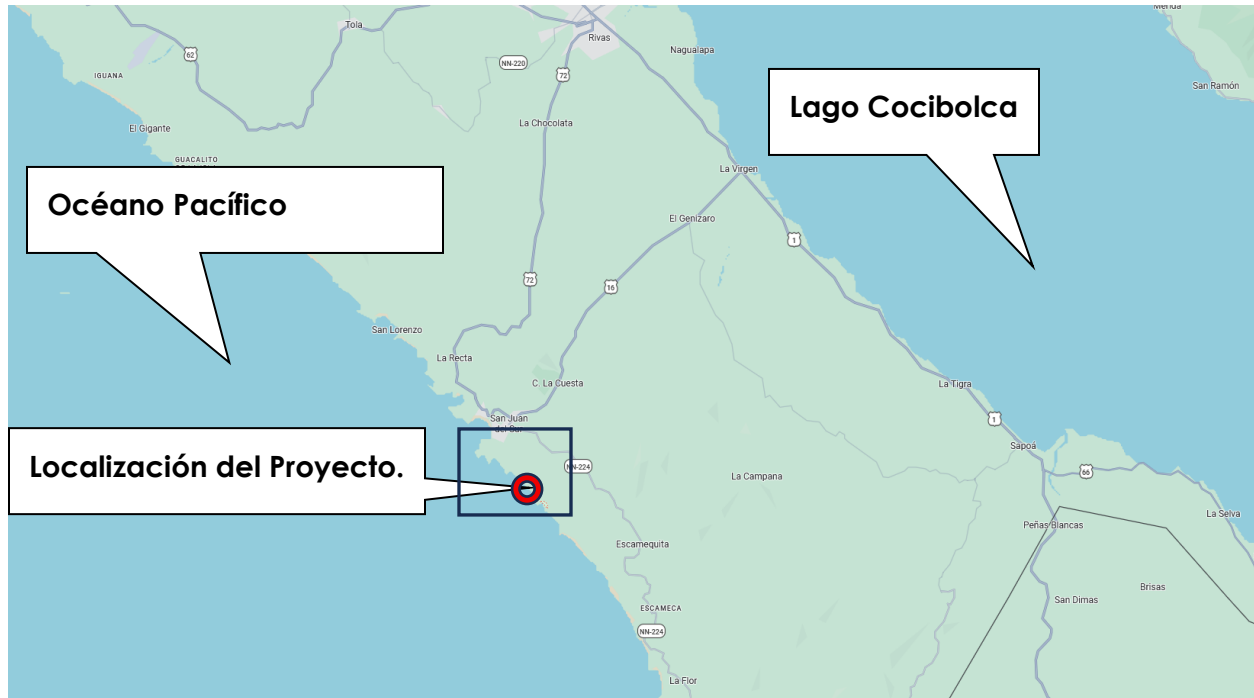 Merida
Tola
Rivas
62
NN-220
72
Nagualapa
IGUANA
San Ramón
Lago Cocibolca
La Chocolata
El Gigante
GUACALITO
La Virgen
Océano Pacífico
El Genízaro
1
72
16
San Lorenzo
La Recta
C. La Cuesta
La Tigra
San Juan
del Sur
1
Sapoá
Localización del Proyecto.
NN-224
La Campana
66
La Selva
Peñas Blancas
Escamequita
Brisas
San Dimas
ESCAMECA
NN-224
La Flor